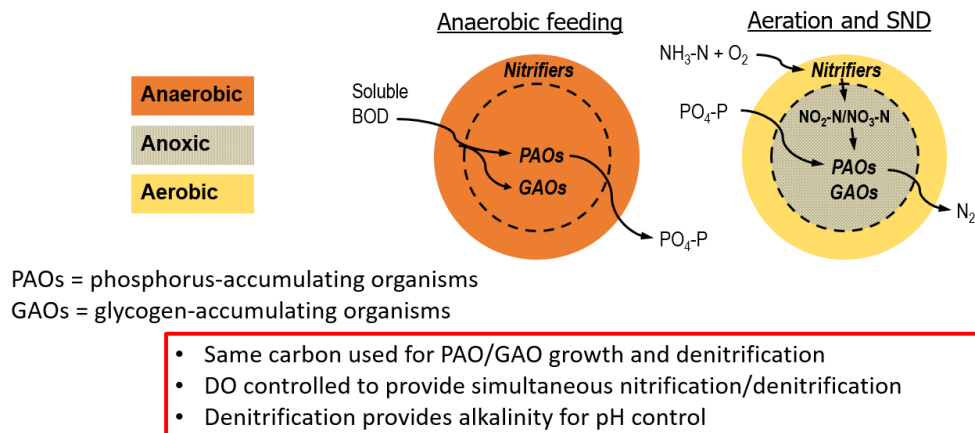 Anaerobic feeding
Aeration and SND
Anaerobic
Anoxic
Aerobic
Soluble
BOD
Nitrifiers
PAOs
GAOs
PO₄-P
NH₃-N + O₂
Nitrifiers
PO₄-P
NO₂-N/NO₃-N
PAOs
GAOs
N₂
PAOs = phosphorus-accumulating organisms
GAOs = glycogen-accumulating organisms
• Same carbon used for PAO/GAO growth and denitrification
• DO controlled to provide simultaneous nitrification/denitrification
• Denitrification provides alkalinity for pH control